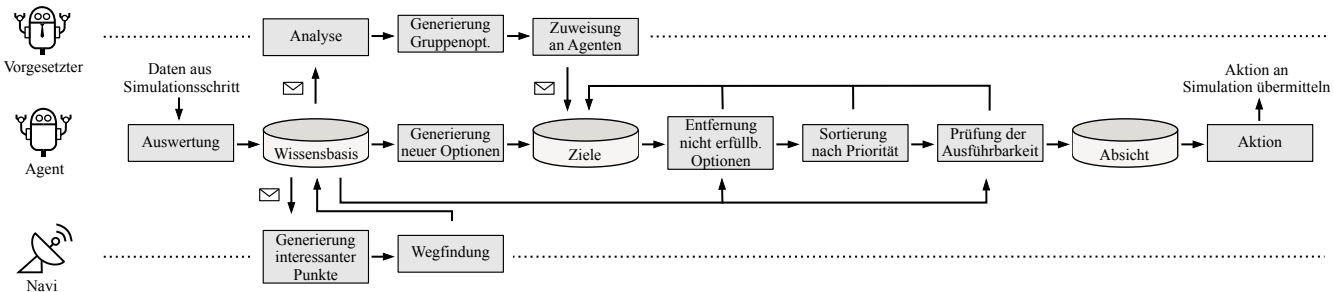 Vorgesetzter
Analyse
Generierung
Gruppenopt.
Zuweisung
an Agenten
Daten aus
Simulationsschritt
Aktion an
Simulation übermitteln
Agent
Auswertung
Wissensbasis
Generierung
neuer Optionen
Ziele
Entfernung
nicht erfüllb.
Optionen
Sortierung
nach Priorität
Prüfung der
Ausführbarkeit
Absicht
Aktion
Navi
Generierung
interessanter
Punkte
Wegfindung